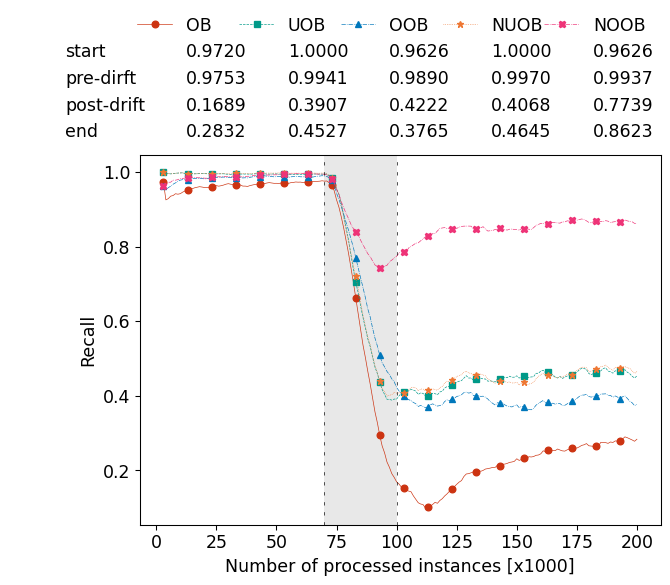 OB UOB OOB NUOB NOOB
start 0.9720 1.0000 0.9626 1.0000 0.9626
pre-dirft 0.9753 0.9941 0.9890 0.9970 0.9937
post-drift 0.1689 0.3907 0.4222 0.4068 0.7739
end 0.2832 0.4527 0.3765 0.4645 0.8623
1.0
0.8
0.6
0.4
0.2
Recall
0 25 50 75 100 125 150 175 200
Number of processed instances [x1000]